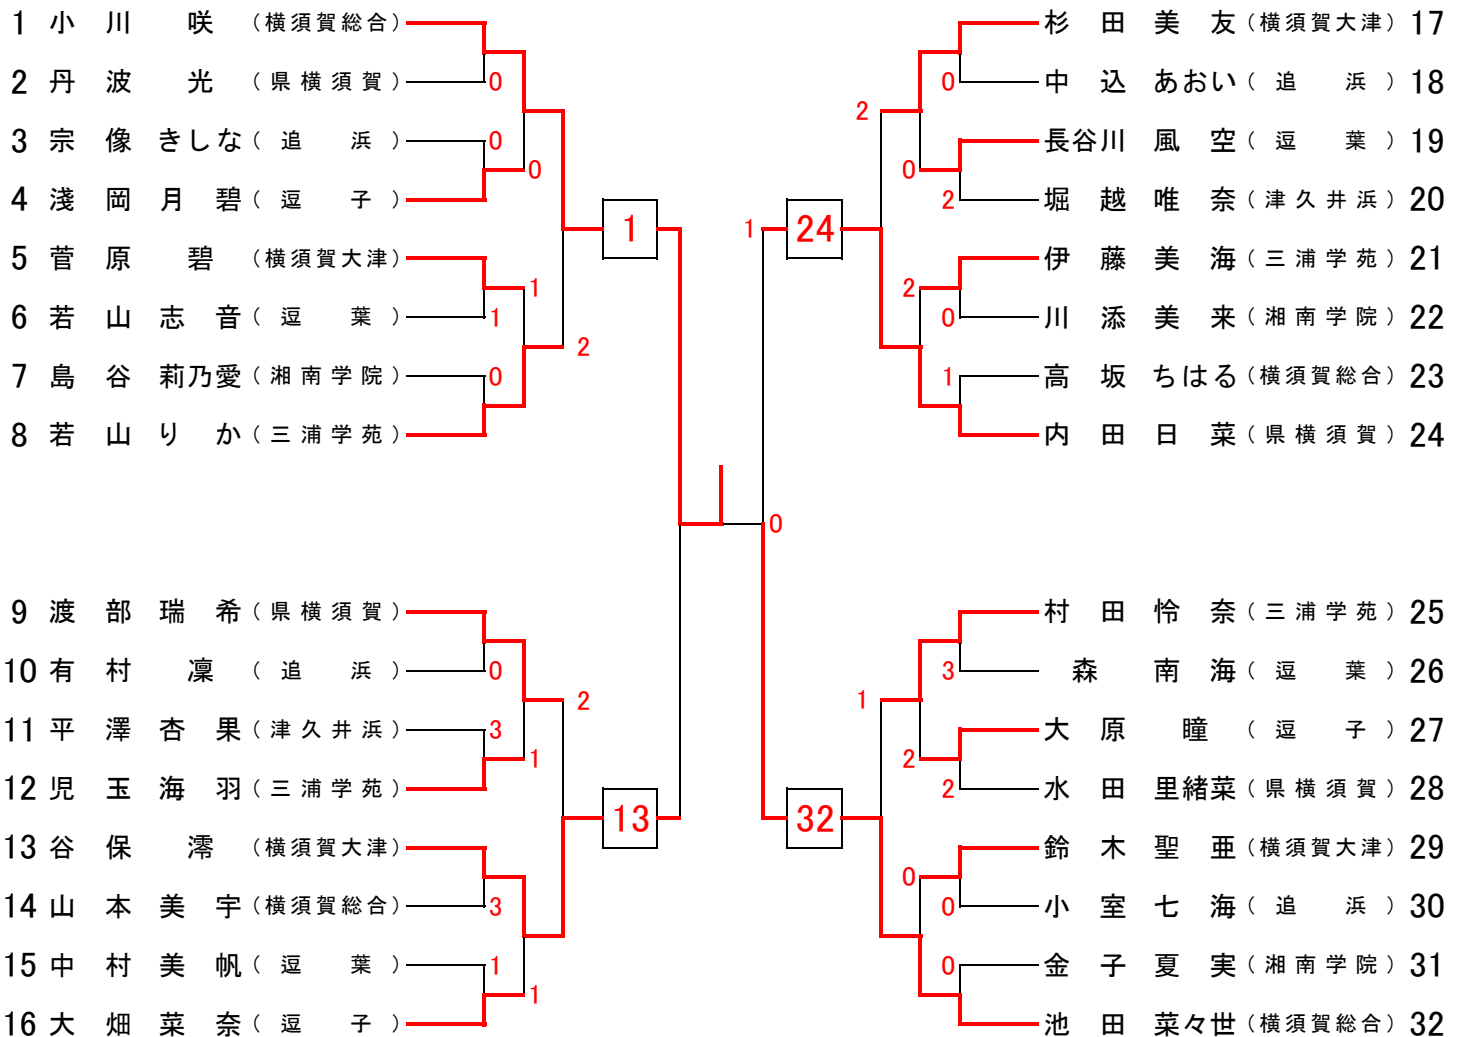 1 小川 咲 (横須賀総合)
2 丹波 光 (県横須賀) 0
3 宗像 きしな (追浜) 0
0
4 淺岡 月碧 (逗子)
1
5 菅原 碧 (横須賀大津)
1
6 若山 志音 (逗葉) 1
2
7 島谷 莉乃愛 (湘南学院) 0
8 若山 りか (三浦学苑)
9 渡部 瑞希 (県横須賀)
10 有村 凜 (追浜) 0
2
11 平澤 杏果 (津久井浜) 3
1
12 児玉 海羽 (三浦学苑)
13
13 谷保 澪 (横須賀大津)
14 山本 美宇 (横須賀総合) 3
15 中村 美帆 (逗葉) 1
1
16 大畑 菜奈 (逗子)
0
杉田 美友 (横須賀大津) 17
0 中込 あおい (追浜) 18
2
長谷川 風空 (逗葉) 19
0
2 堀越 唯奈 (津久井浜) 20
1 24
伊藤 美海 (三浦学苑) 21
2
0 川添 美来 (湘南学院) 22
1 高坂 ちはる (横須賀総合) 23
内田 日菜 (県横須賀) 24
村田 怜奈 (三浦学苑) 25
3 森 南海 (逗葉) 26
1
大原 瞳 (逗子) 27
2
2 水田 里緒菜 (県横須賀) 28
32
鈴木 聖亜 (横須賀大津) 29
0
0 小室 七海 (追浜) 30
0 金子 夏実 (湘南学院) 31
池田 菜々世 (横須賀総合) 32